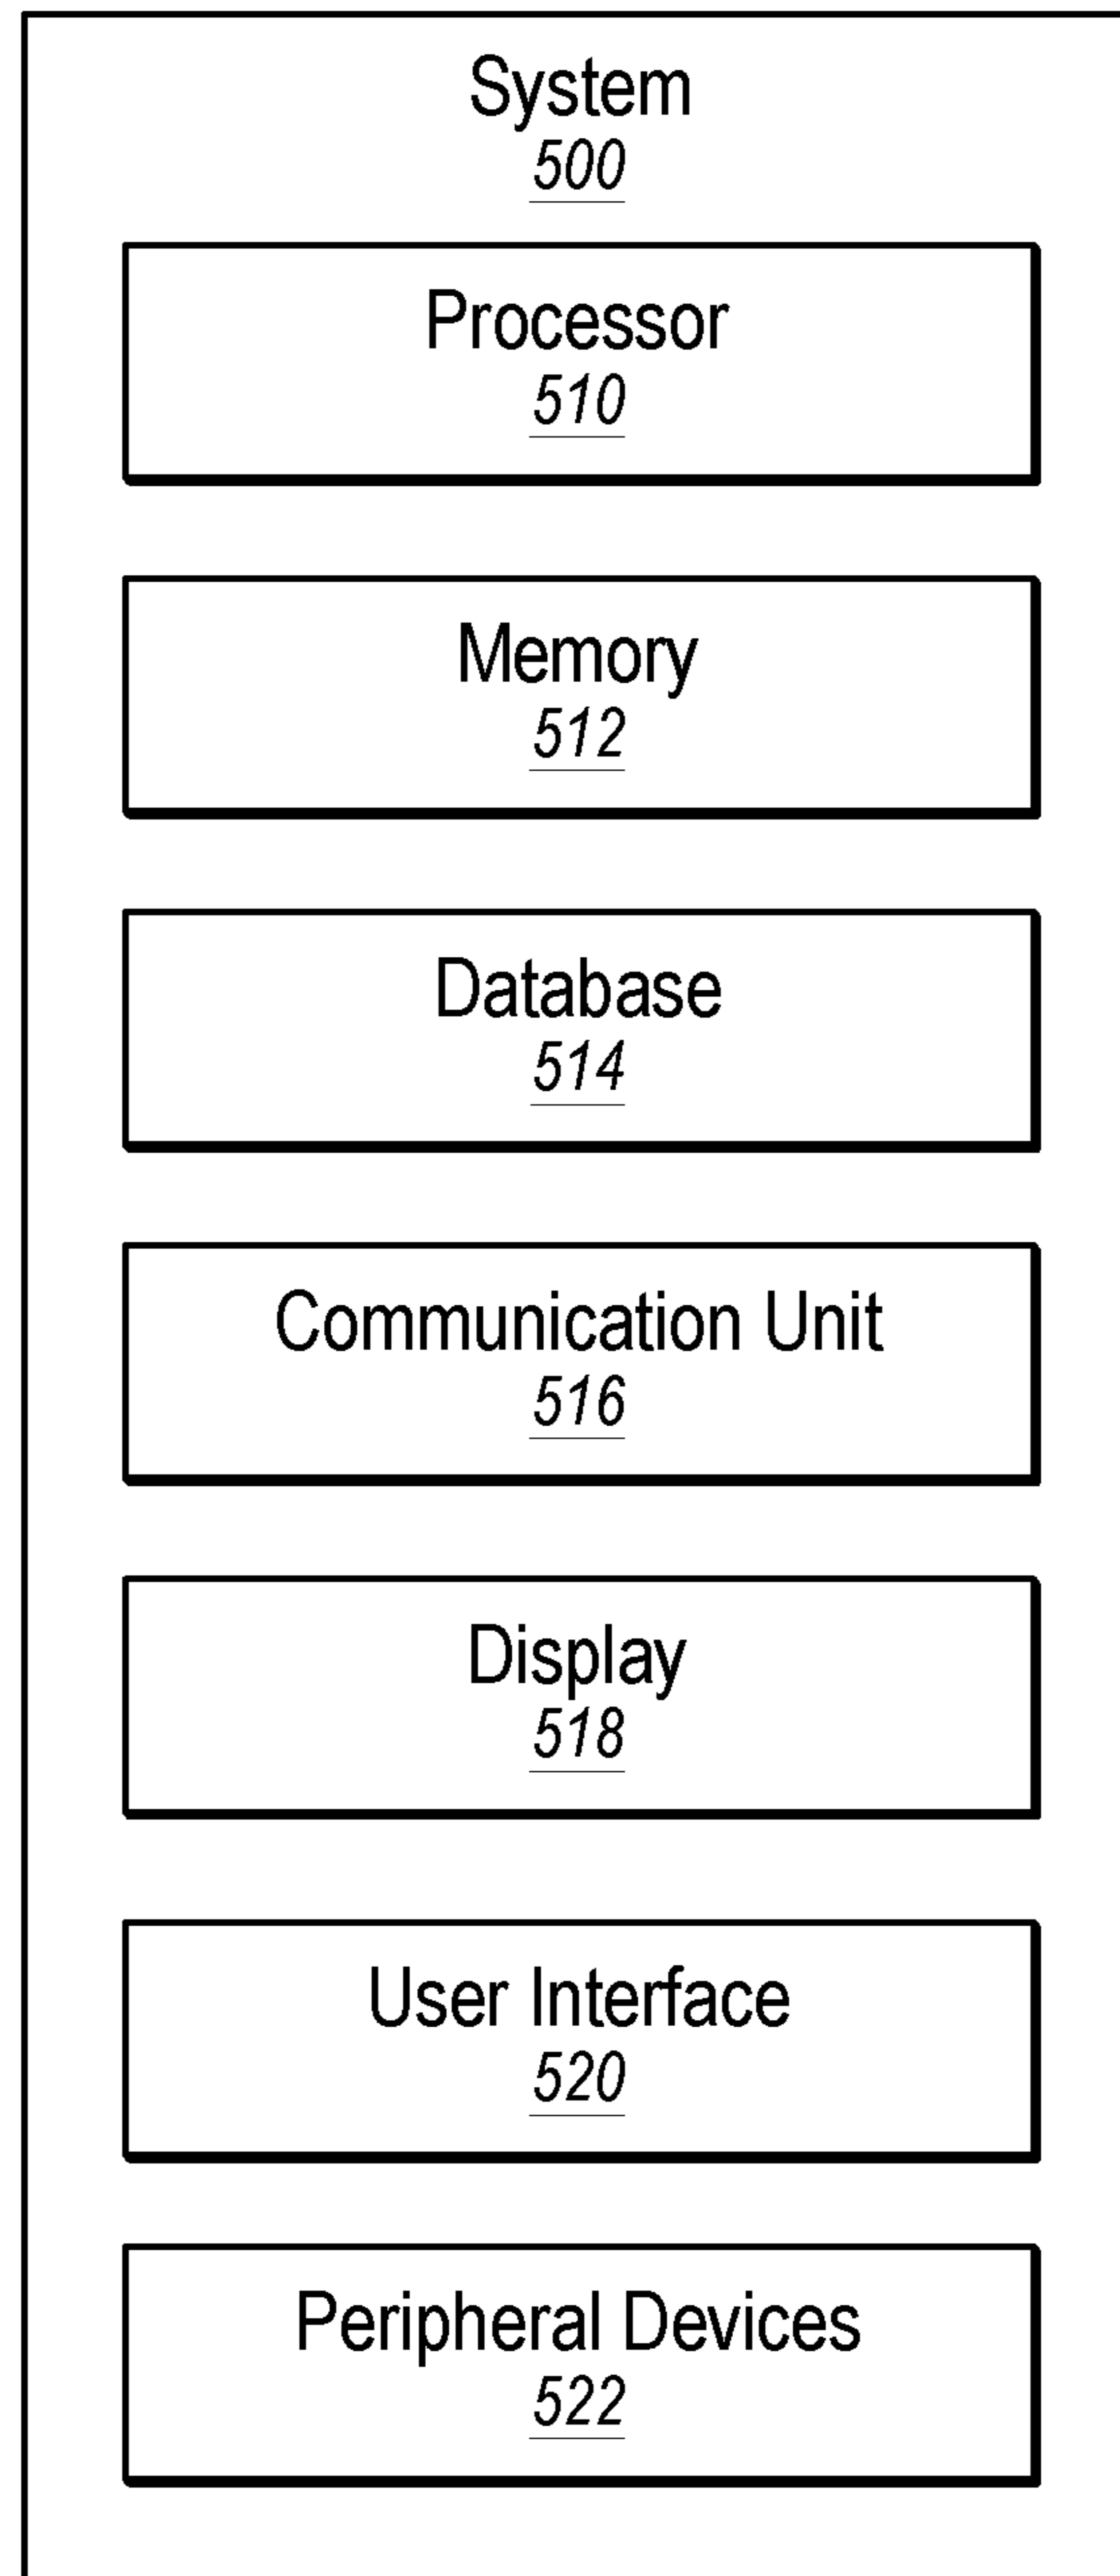 System
500
Processor
510
Memory
512
Database
514
Communication Unit
516
Display
518
User Interface
520
Peripheral Devices
522